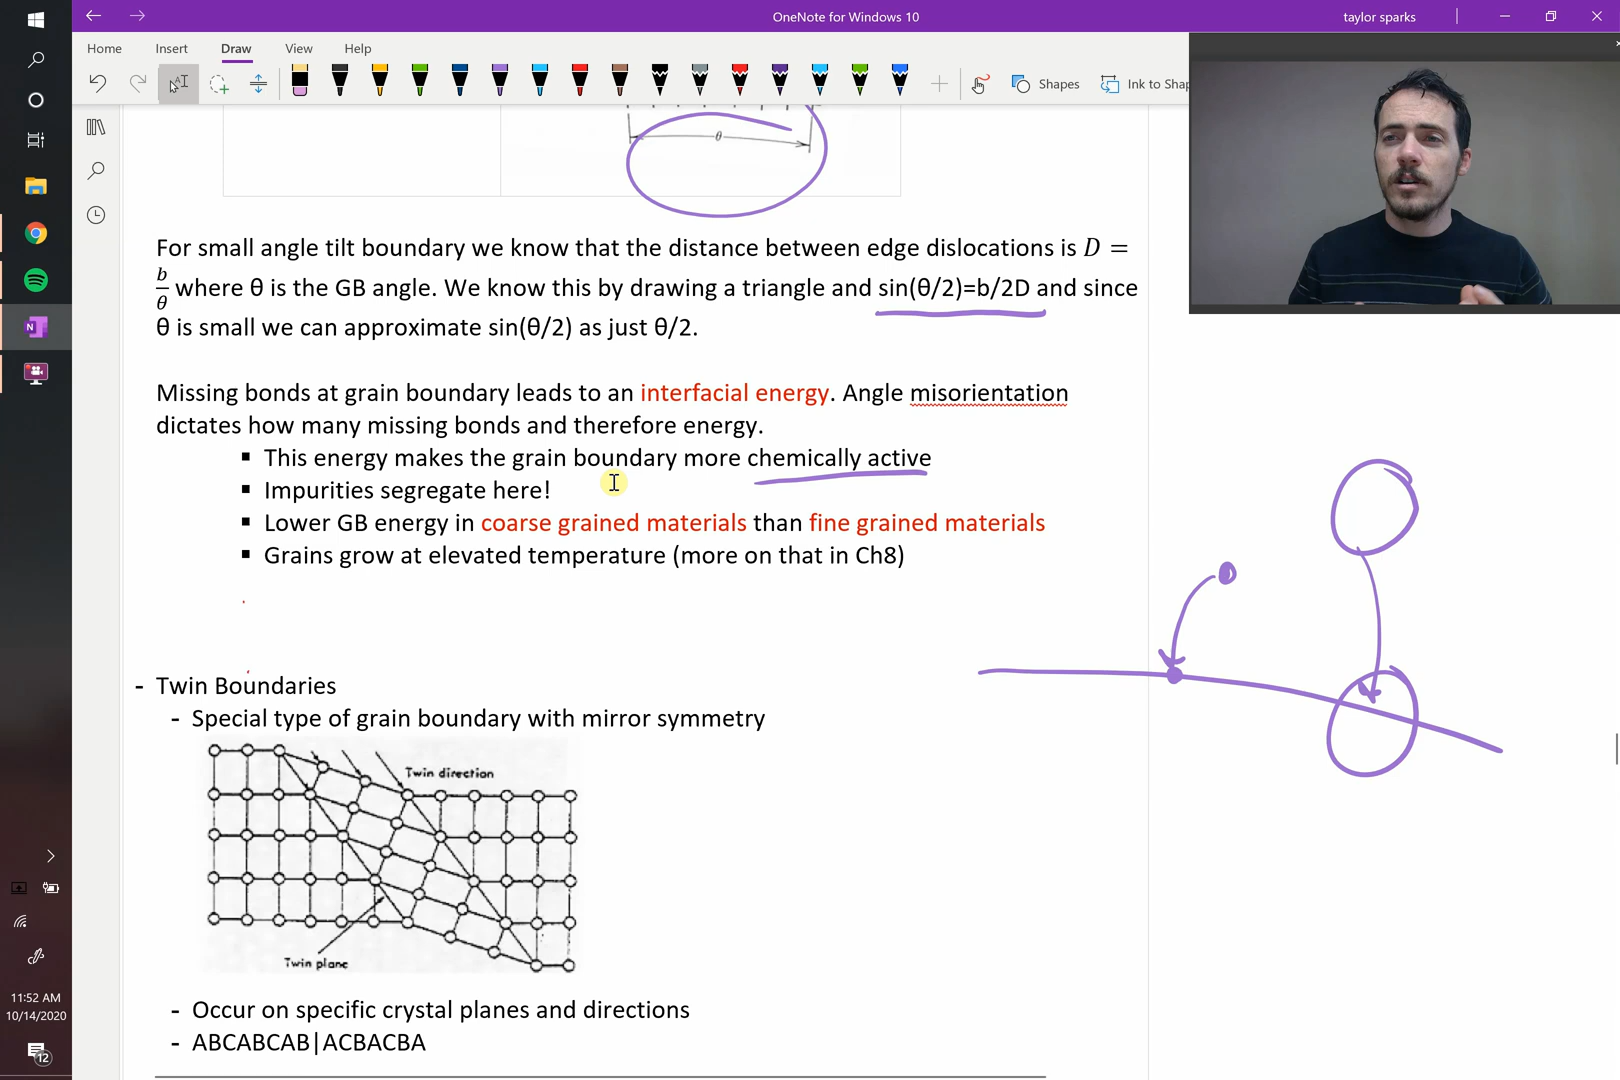 OneNote for Windows 10
taylor sparks
Home Insert Draw View Help
Shapes
Ink to Shap
θ
For small angle tilt boundary we know that the distance between edge dislocations is D =
b/θ where θ is the GB angle. We know this by drawing a triangle and sin(θ/2)=b/2D and since
θ is small we can approximate sin(θ/2) as just θ/2.
Missing bonds at grain boundary leads to an interfacial energy. Angle misorientation
dictates how many missing bonds and therefore energy.
▪ This energy makes the grain boundary more chemically active
▪ Impurities segregate here!
▪ Lower GB energy in coarse grained materials than fine grained materials
▪ Grains grow at elevated temperature (more on that in Ch8)
- Twin Boundaries
- Special type of grain boundary with mirror symmetry
Twin direction
Twin plane
- Occur on specific crystal planes and directions
- ABCABCAB|ACBACBA
11:52 AM
10/14/2020
12